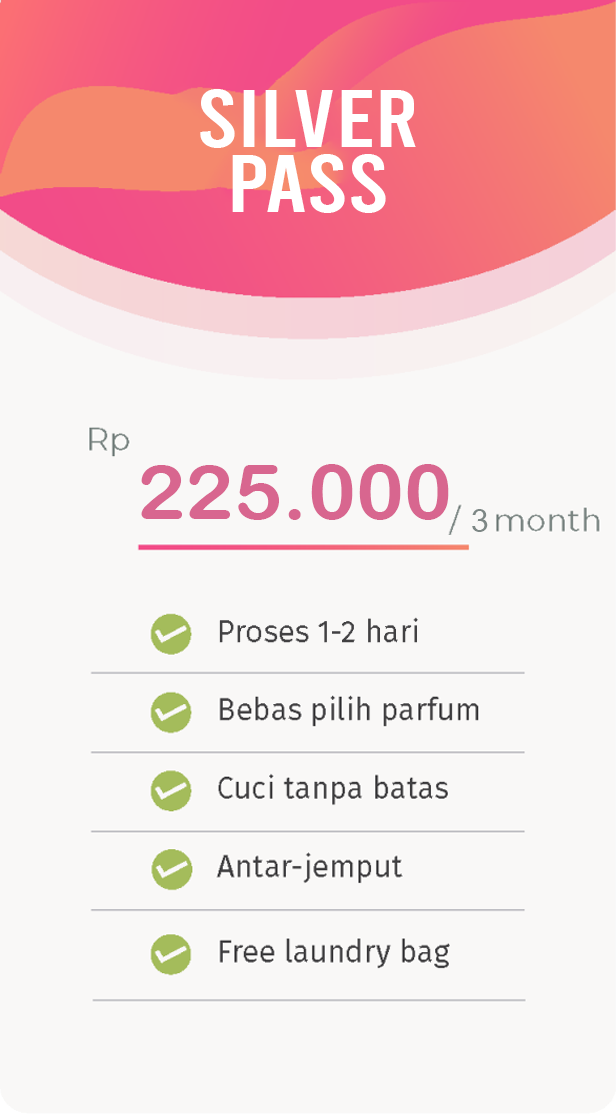 SILVER
PASS
Rp
225.000
/ 3 month
Proses 1-2 hari
Bebas pilih parfum
Cuci tanpa batas
Antar-jemput
Free laundry bag